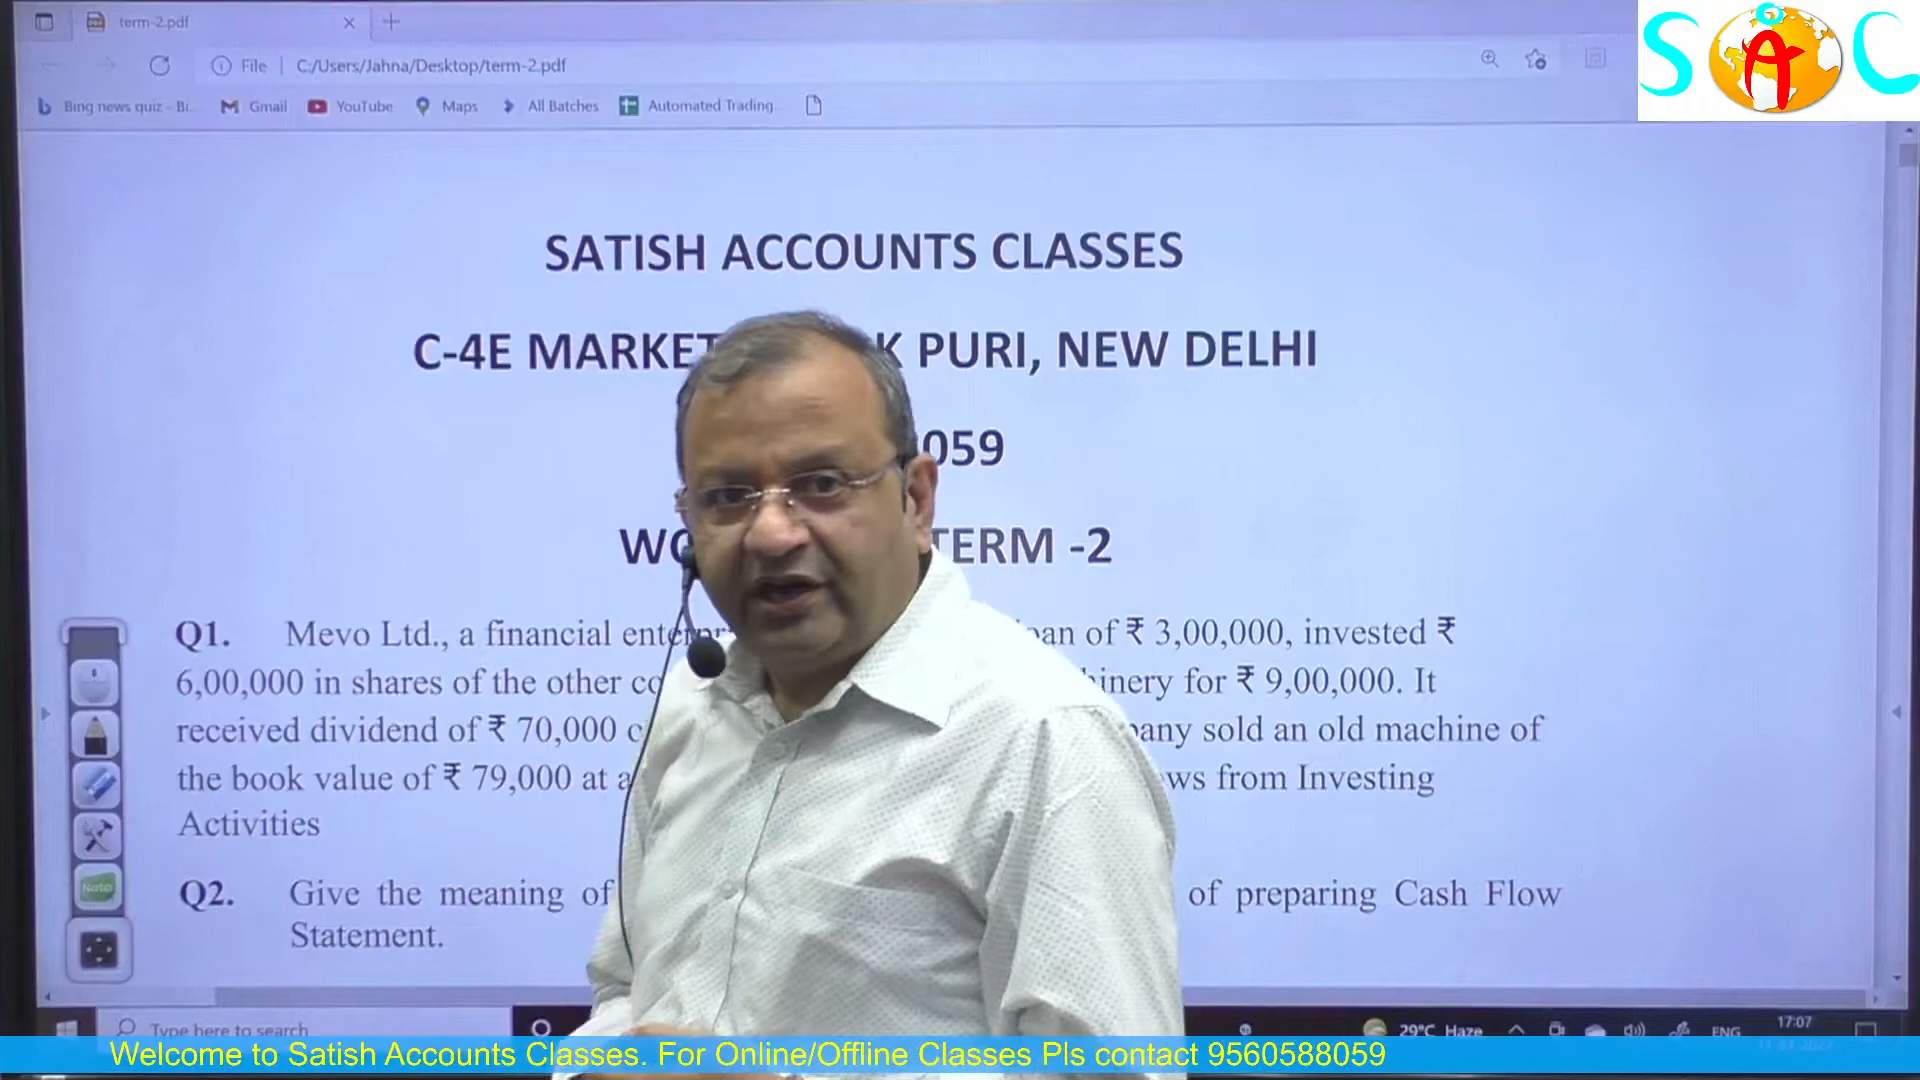 term-2.pdf
File
C:/Users/Jahna/Desktop/term-2.pdf
Bing news quiz - Bi... Gmail YouTube Maps All Batches Automated Trading...
SAC
SATISH ACCOUNTS CLASSES
C-4E MARKET K PURI, NEW DELHI
059
TERM -2
Q1. Mevo Ltd., a financial of ₹ 3,00,000, invested ₹
6,00,000 in shares of the other for ₹ 9,00,000. It
received dividend of ₹ 70,000 sold an old machine of
the book value of ₹ 79,000 at from Investing
Activities
Q2. Give the meaning of of preparing Cash Flow
Statement.
Note
Type here to search
29°C Haze ENG 17:07
Welcome to Satish Accounts Classes. For Online/Offline Classes Pls contact 9560588059